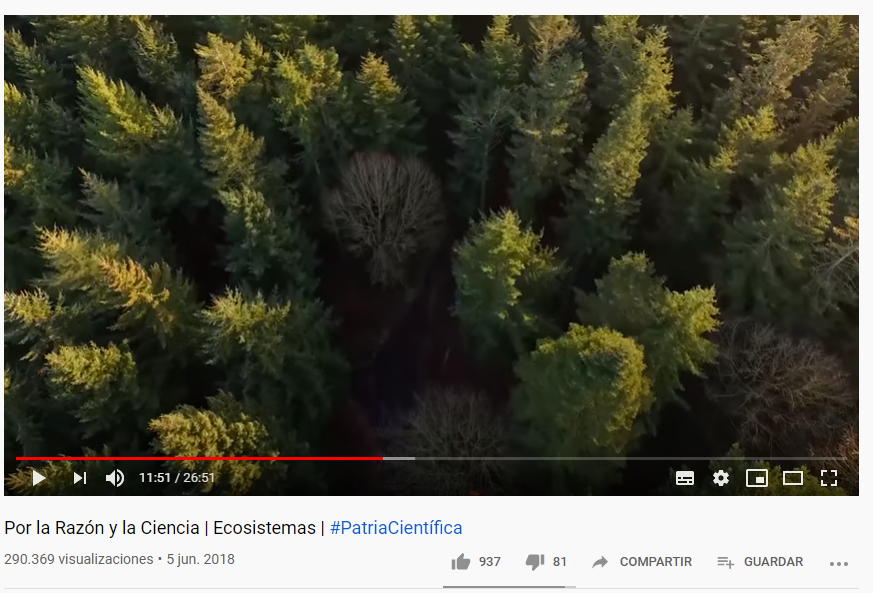 11:51 / 26:51
Por la Razón y la Ciencia | Ecosistemas | #PatriaCientífica
290.369 visualizaciones • 5 jun. 2018
937 81 COMPARTIR GUARDAR